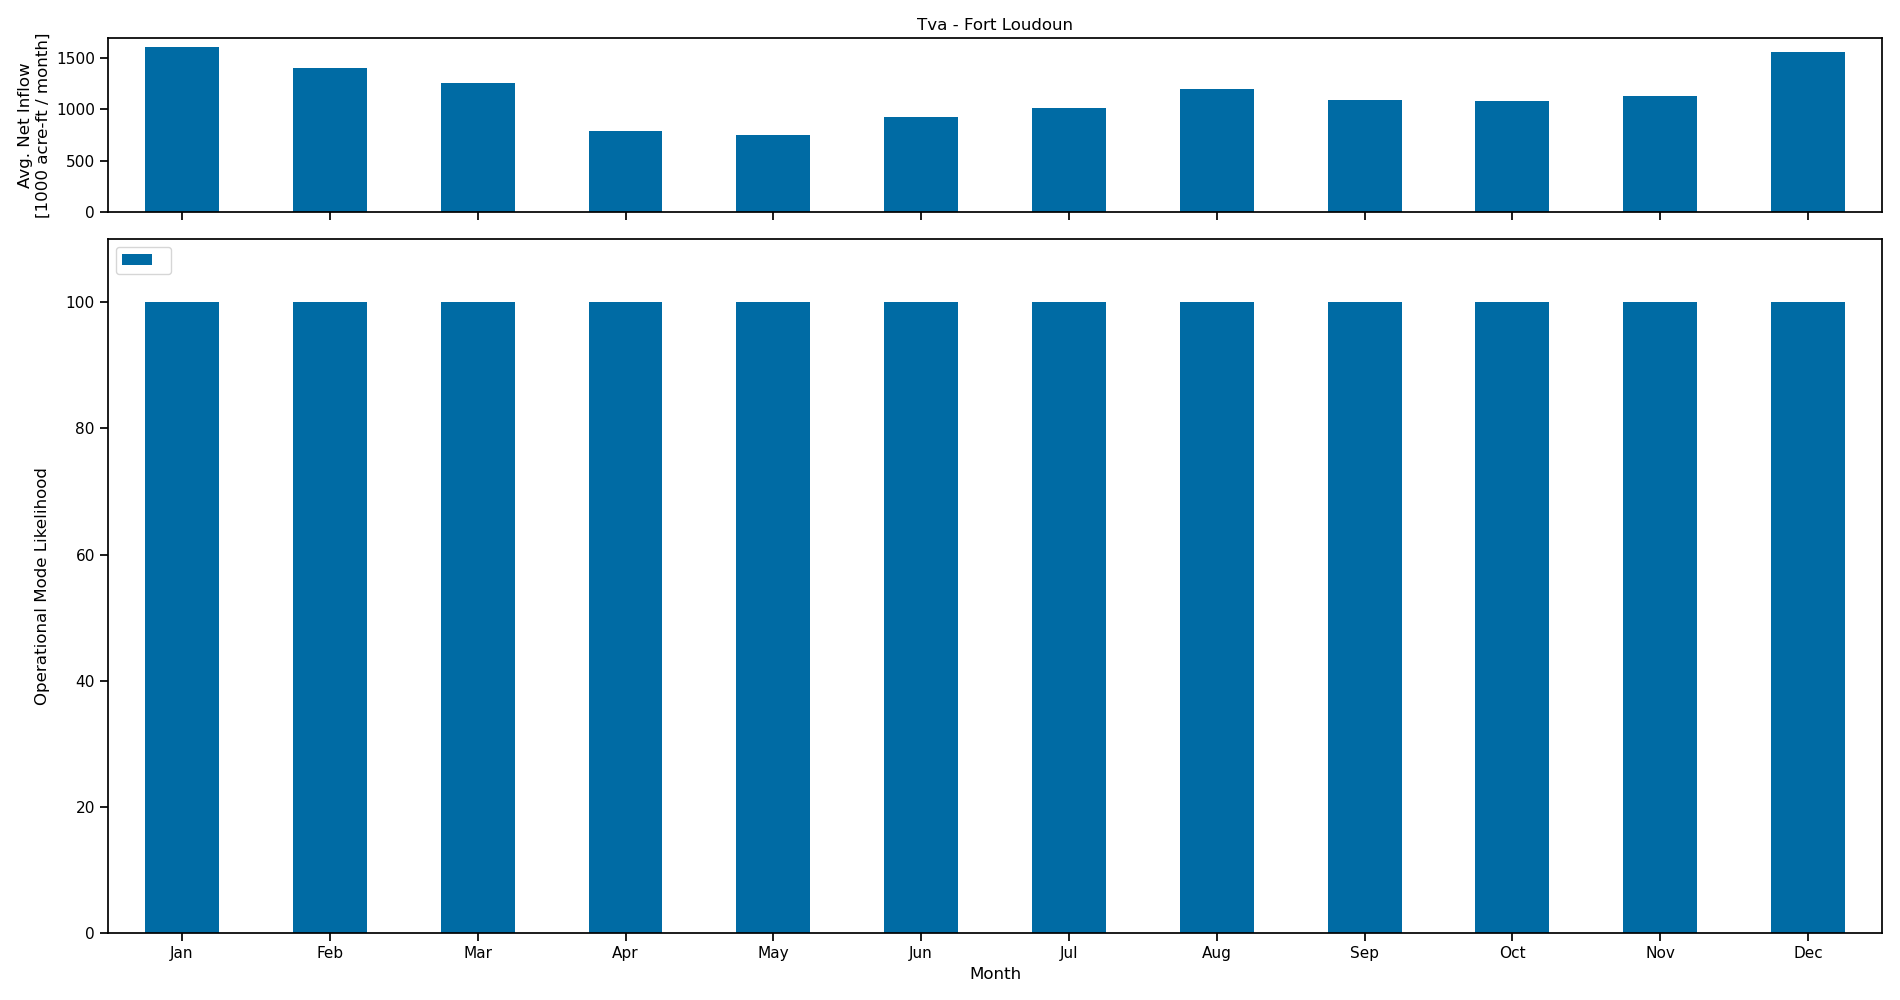 Tva - Fort Loudoun
Avg. Net Inflow
[1000 acre-ft / month]
1500
1000
500
0
Operational Mode Likelihood
100
80
60
40
20
0
Jan Feb Mar Apr May Jun Jul Aug Sep Oct Nov Dec
Month